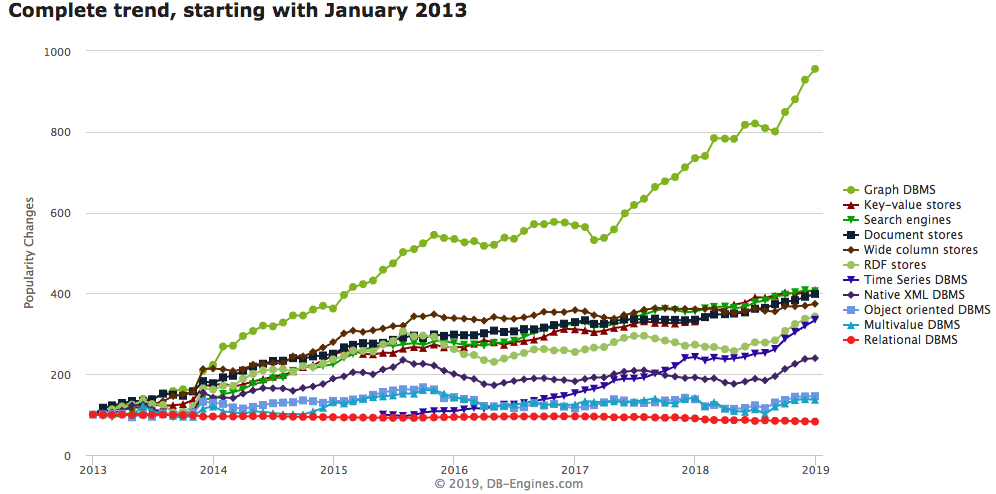 Complete trend, starting with January 2013
1000
800
600
400
200
0
Popularity Changes
2013 2014 2015 2016 2017 2018 2019
Graph DBMS
Key-value stores
Search engines
Document stores
Wide column stores
RDF stores
Time Series DBMS
Native XML DBMS
Object oriented DBMS
Multivalue DBMS
Relational DBMS
© 2019, DB-Engines.com